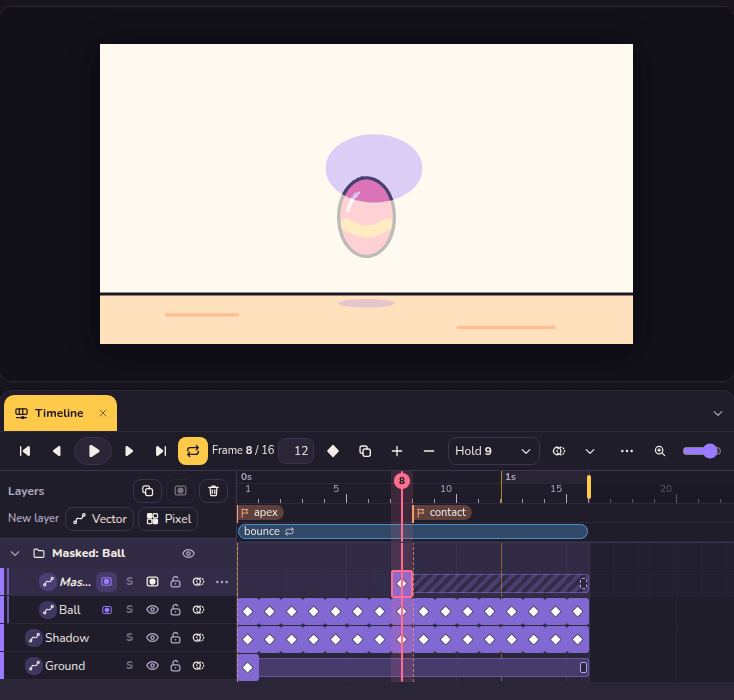 Timeline
Frame 8 / 16 12 Hold 9
Layers
New layer Vector Pixel
0s 1s
1 5 8 10 15 20
apex contact
bounce
Masked: Ball
Mas... S
Ball S
Shadow S
Ground S